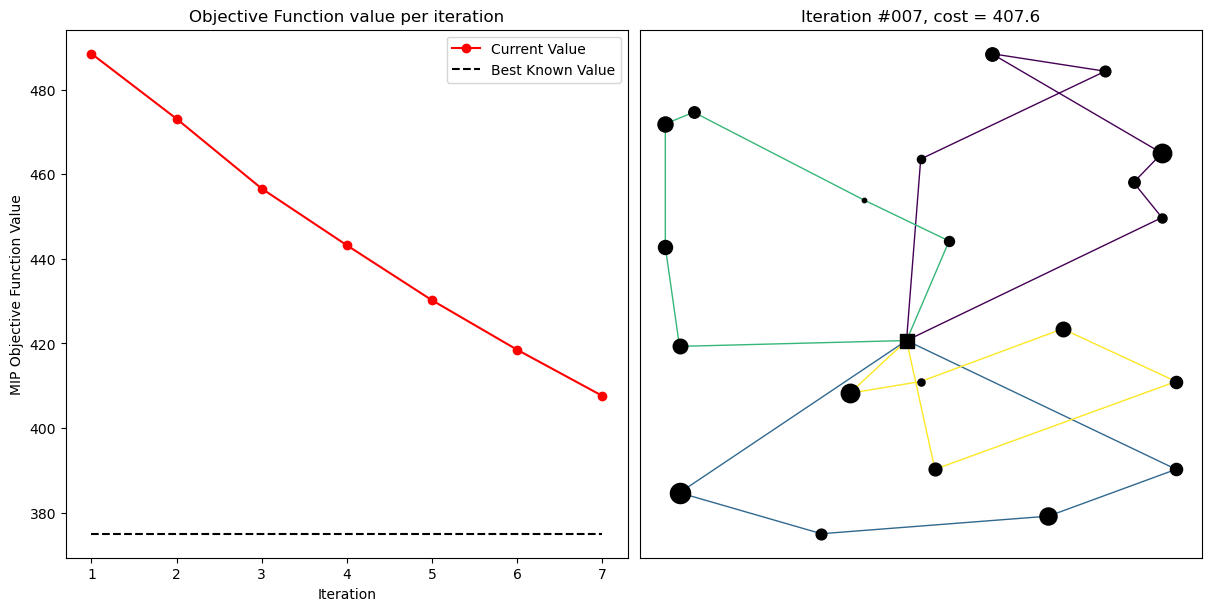 Objective Function value per iteration
Iteration #007, cost = 407.6
Current Value
Best Known Value
MIP Objective Function Value
480
460
440
420
400
380
1 2 3 4 5 6 7
Iteration